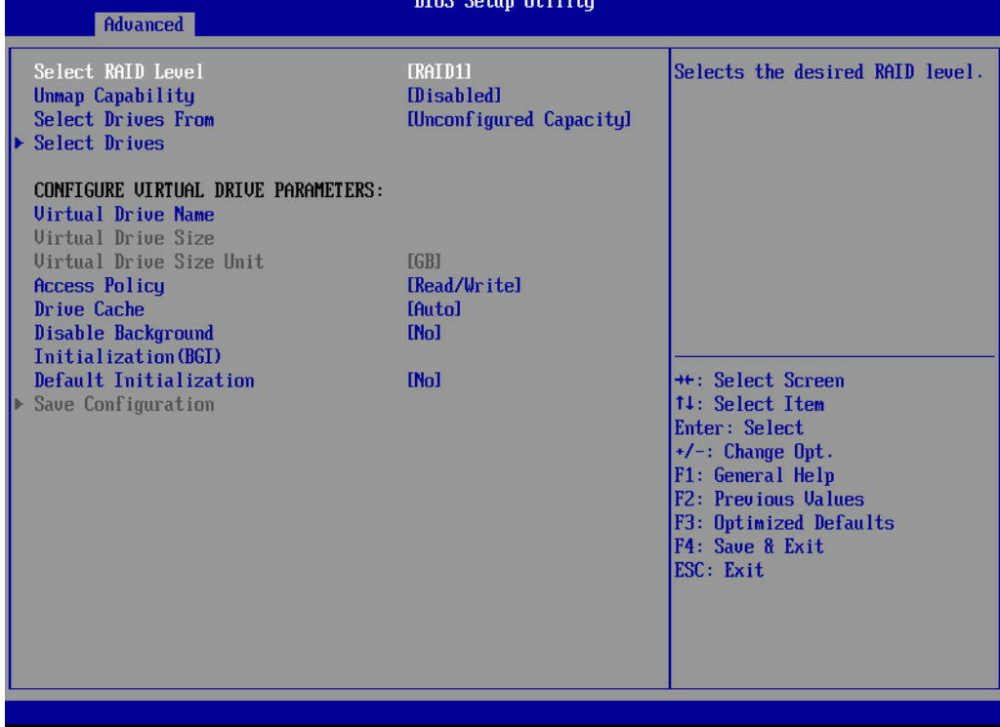 BIOS Setup Utility
Advanced
Select RAID Level [RAID1]
Unmap Capability [Disabled]
Select Drives From [Unconfigured Capacity]
Select Drives
CONFIGURE VIRTUAL DRIVE PARAMETERS:
Virtual Drive Name
Virtual Drive Size
Virtual Drive Size Unit [GB]
Access Policy [Read/Write]
Drive Cache [Auto]
Disable Background [No]
Initialization(BGI)
Default Initialization [No]
Save Configuration
Selects the desired RAID level.
→←: Select Screen
↑↓: Select Item
Enter: Select
+/-: Change Opt.
F1: General Help
F2: Previous Values
F3: Optimized Defaults
F4: Save & Exit
ESC: Exit